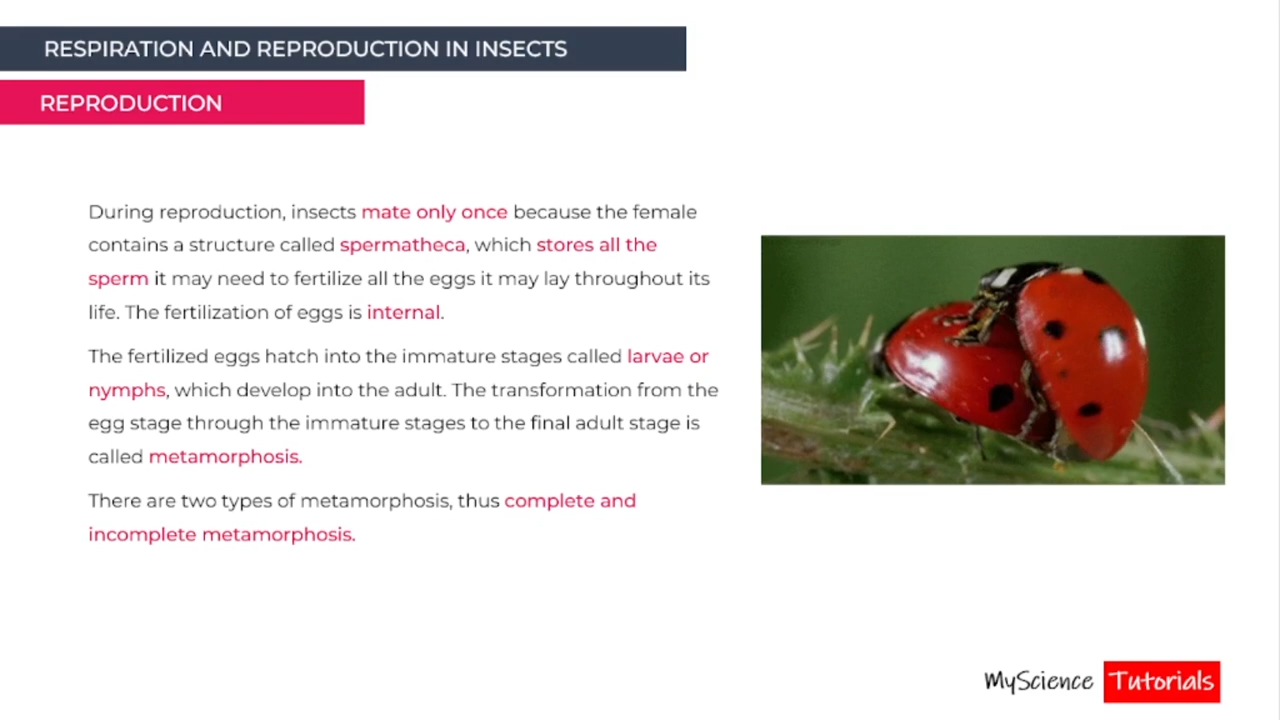 RESPIRATION AND REPRODUCTION IN INSECTS
REPRODUCTION
During reproduction, insects mate only once because the female
contains a structure called spermatheca, which stores all the
sperm it may need to fertilize all the eggs it may lay throughout its
life. The fertilization of eggs is internal.
The fertilized eggs hatch into the immature stages called larvae or
nymphs, which develop into the adult. The transformation from the
egg stage through the immature stages to the final adult stage is
called metamorphosis.
There are two types of metamorphosis, thus complete and
incomplete metamorphosis.
MyScience Tutorials